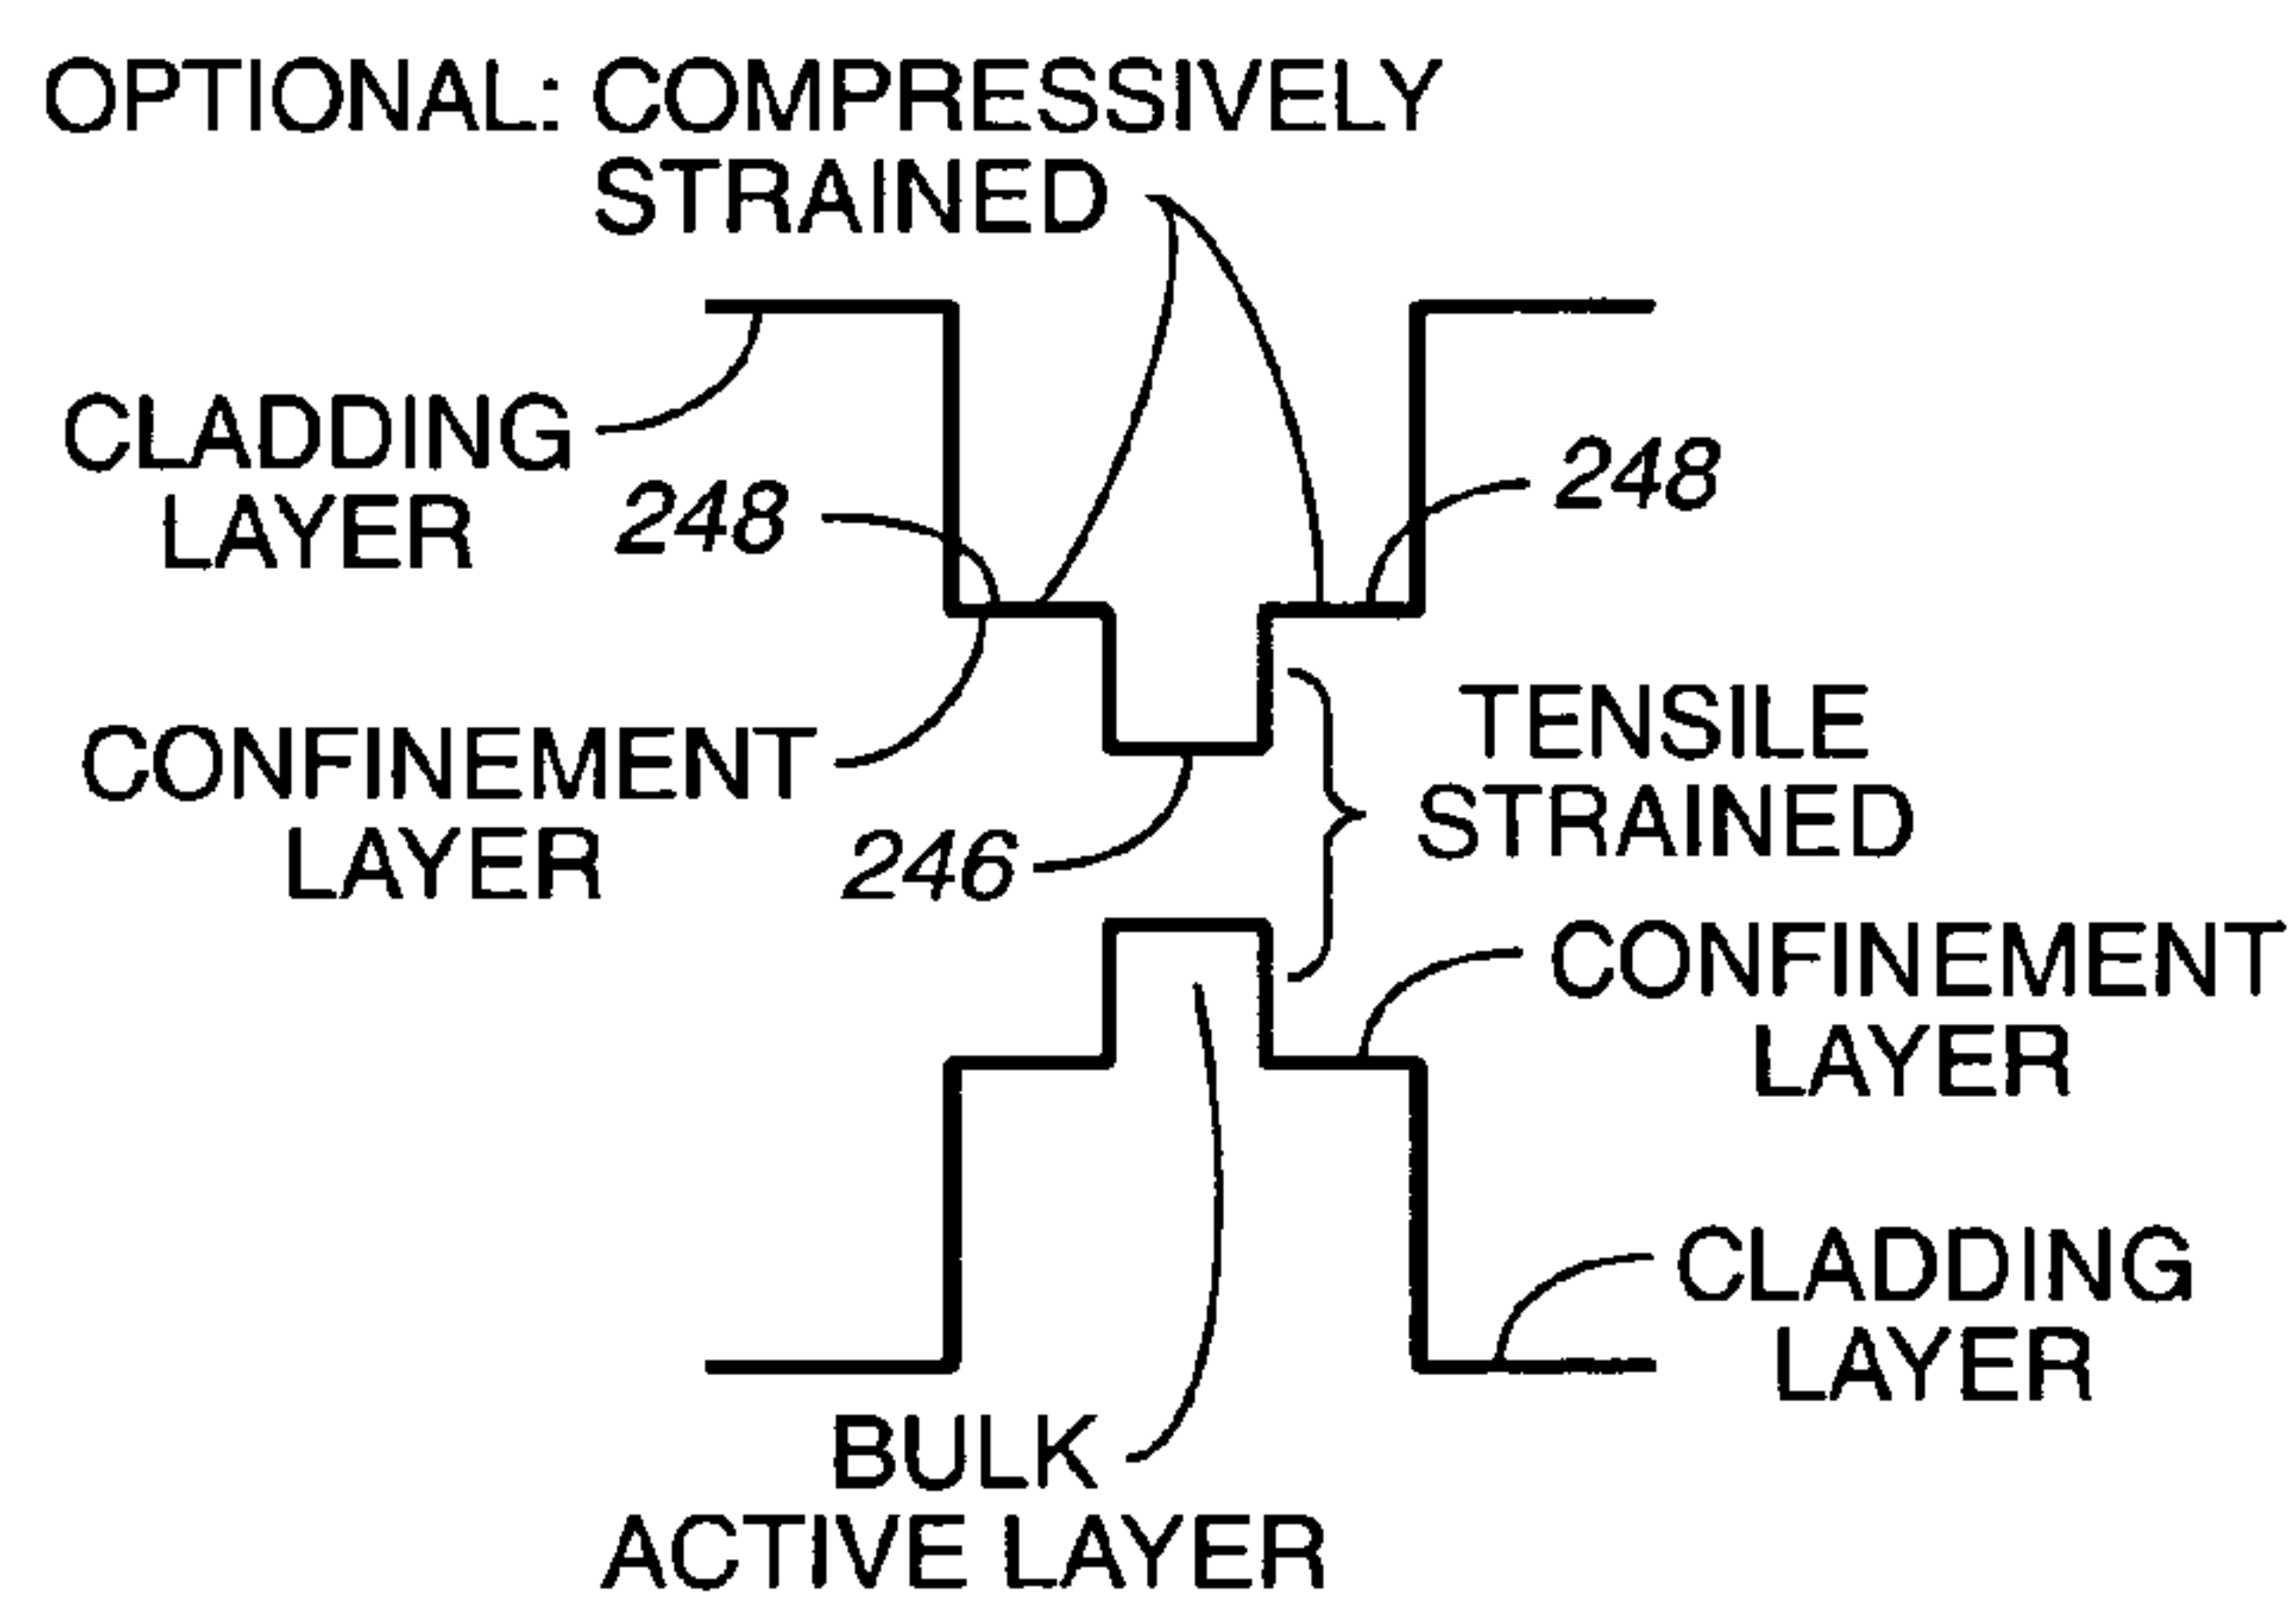 OPTIONAL: COMPRESSIVELY
STRAINED
CLADDING
LAYER
248
248
CONFINEMENT
LAYER
TENSILE
STRAINED
246
CONFINEMENT
LAYER
CLADDING
LAYER
BULK
ACTIVE LAYER